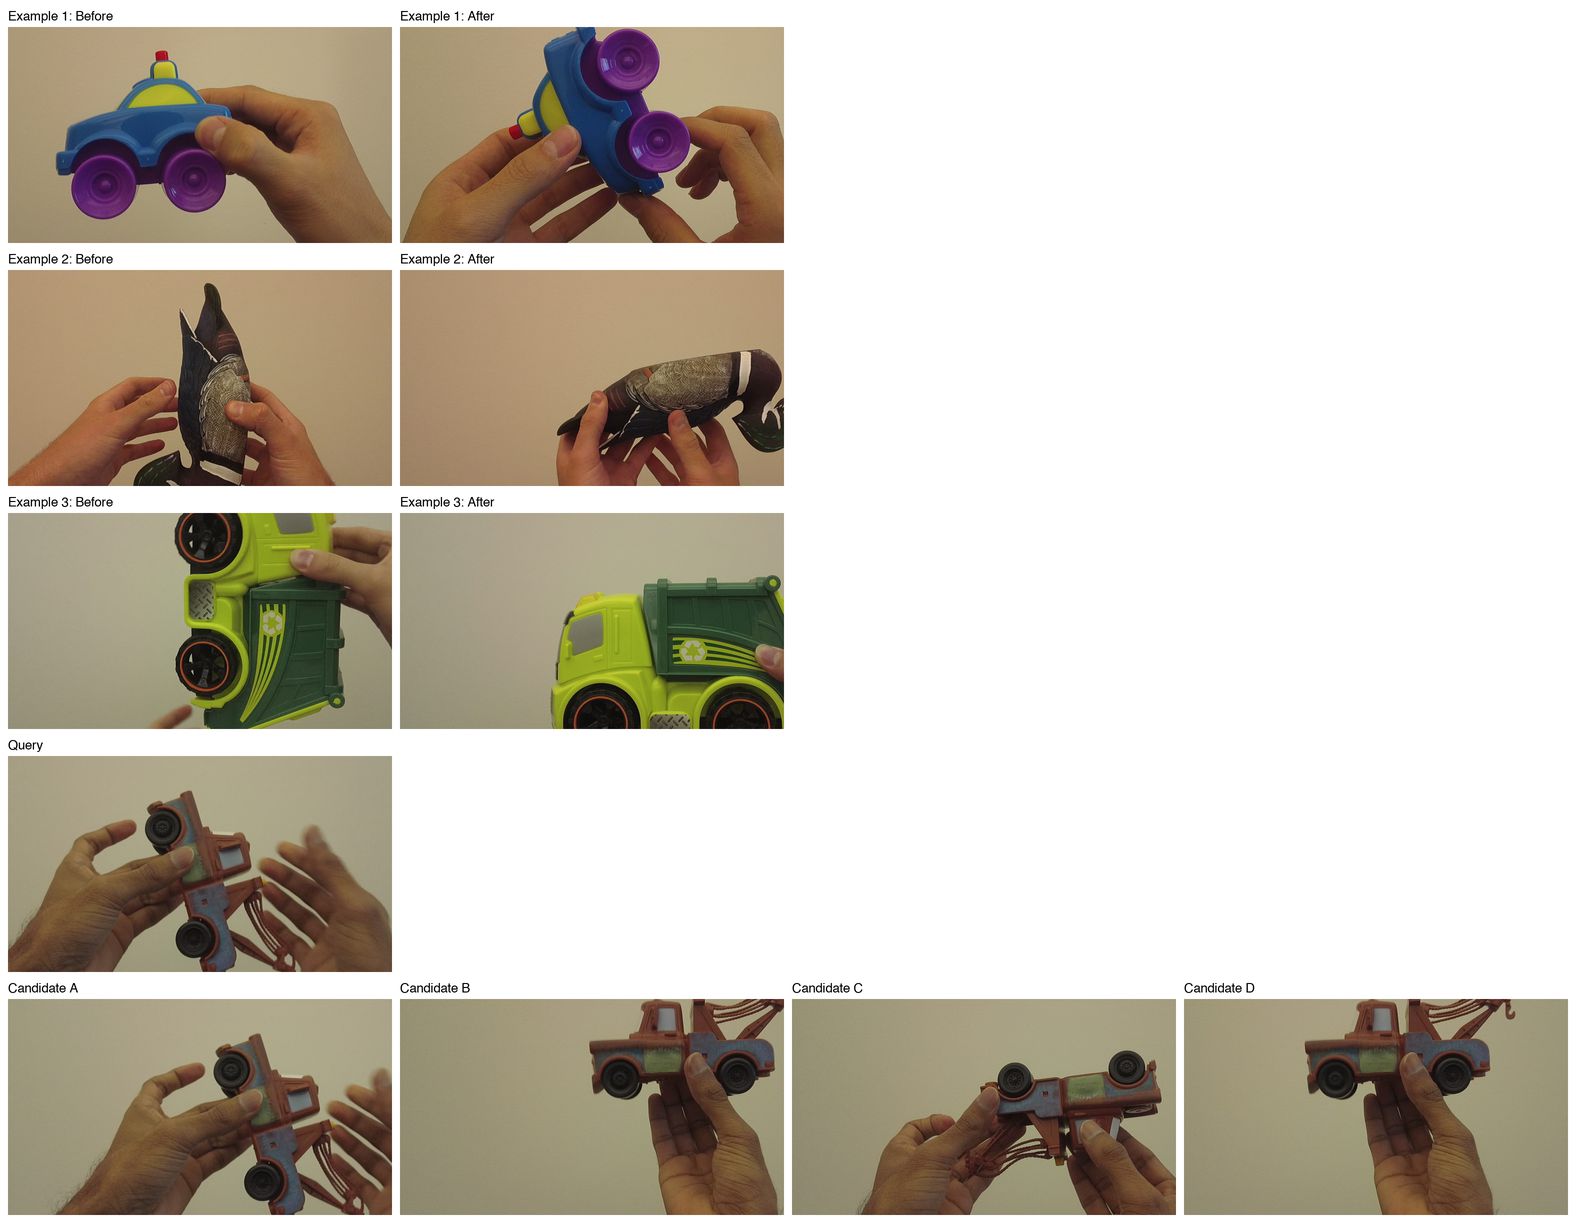 Example 1: Before
Example 1: After
Example 2: Before
Example 2: After
Example 3: Before
Example 3: After
Query
Candidate A
Candidate B
Candidate C
Candidate D